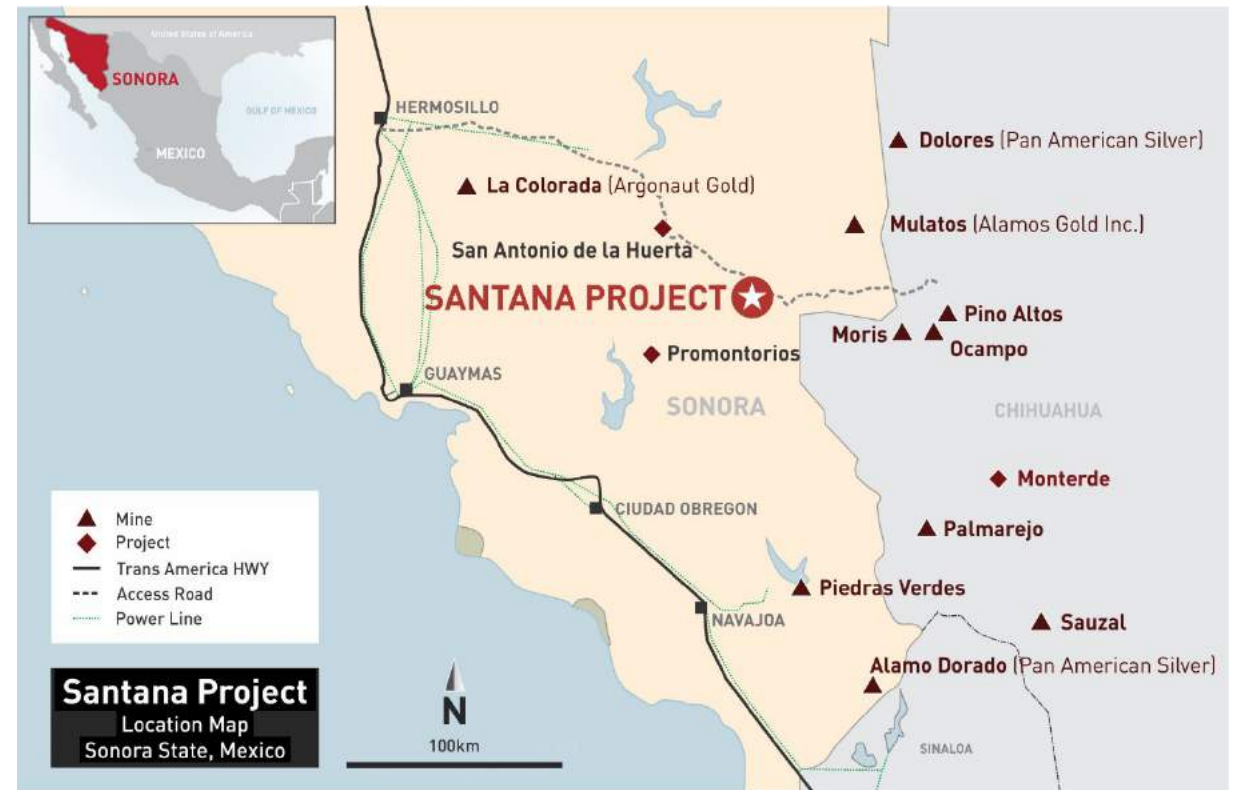 United States of America
SONORA
GULF OF MEXICO
MEXICO
HERMOSILLO
Dolores (Pan American Silver)
La Colorada (Argonaut Gold)
Mulatos (Alamos Gold Inc.)
San Antonio de la Huerta
SANTANA PROJECT
Pino Altos
Moris
Ocampo
Promontorios
GUAYMAS
SONORA
CHIHUAHUA
Monterde
CIUDAD OBREGON
Palmarejo
Mine
Project
Trans America HWY
Access Road
Power Line
Piedras Verdes
NAVAJOA
Sauzal
Alamo Dorado (Pan American Silver)
Santana Project
Location Map
Sonora State, Mexico
N
100km
SINALOA